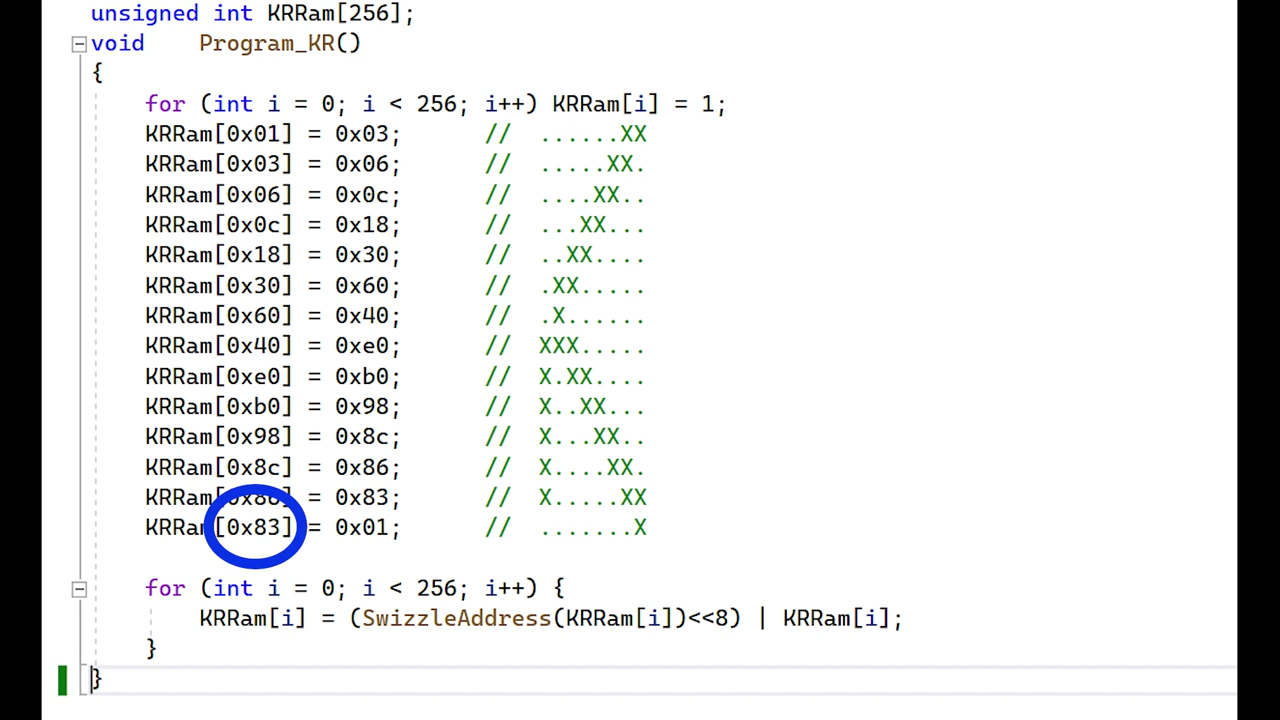 unsigned int KRRam[256];
void    Program_KR()
{
    for (int i = 0; i < 256; i++) KRRam[i] = 1;
    KRRam[0x01] = 0x03;      //  ......XX
    KRRam[0x03] = 0x06;      //  .....XX.
    KRRam[0x06] = 0x0c;      //  ....XX..
    KRRam[0x0c] = 0x18;      //  ...XX...
    KRRam[0x18] = 0x30;      //  ..XX....
    KRRam[0x30] = 0x60;      //  .XX.....
    KRRam[0x60] = 0x40;      //  .X......
    KRRam[0x40] = 0xe0;      //  XXX.....
    KRRam[0xe0] = 0xb0;      //  X.XX....
    KRRam[0xb0] = 0x98;      //  X..XX...
    KRRam[0x98] = 0x8c;      //  X...XX..
    KRRam[0x8c] = 0x86;      //  X....XX.
    KRRam[0x86] = 0x83;      //  X.....XX
    KRRam[0x83] = 0x01;      //  .......X
    for (int i = 0; i < 256; i++) {
        KRRam[i] = (SwizzleAddress(KRRam[i])<<8) | KRRam[i];
    }
}